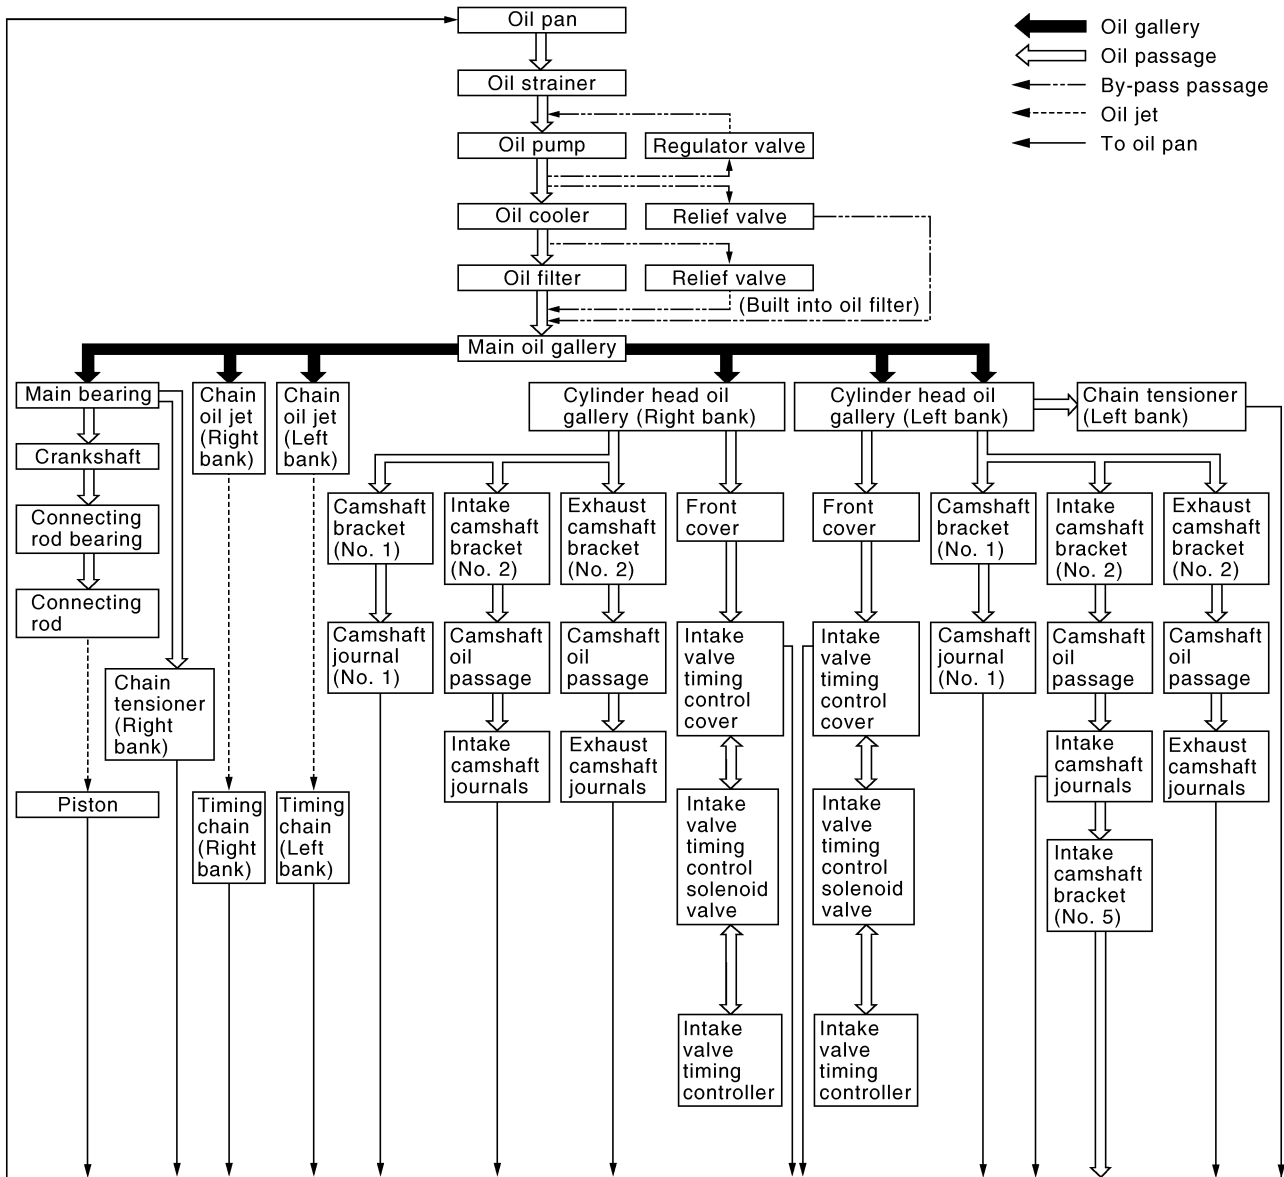 Oil pan
Oil strainer
Oil pump
Regulator valve
Oil cooler
Relief valve
Oil filter
Relief valve
(Built into oil filter)
Main oil gallery
Oil gallery
Oil passage
By-pass passage
Oil jet
To oil pan
Main bearing
Crankshaft
Connecting
rod bearing
Connecting
rod
Piston
Chain
tensioner
(Right
bank)
Chain
oil jet
(Right
bank)
Timing
chain
(Right
bank)
Chain
oil jet
(Left
bank)
Timing
chain
(Left
bank)
Cylinder head oil
gallery (Right bank)
Camshaft
bracket
(No. 1)
Camshaft
journal
(No. 1)
Intake
camshaft
bracket
(No. 2)
Camshaft
oil
passage
Intake
camshaft
journals
Exhaust
camshaft
bracket
(No. 2)
Camshaft
oil
passage
Exhaust
camshaft
journals
Front
cover
Intake
valve
timing
control
cover
Intake
valve
timing
control
solenoid
valve
Intake
valve
timing
controller
Cylinder head oil
gallery (Left bank)
Chain tensioner
(Left bank)
Front
cover
Intake
valve
timing
control
cover
Intake
valve
timing
control
solenoid
valve
Intake
valve
timing
controller
Camshaft
bracket
(No. 1)
Camshaft
journal
(No. 1)
Intake
camshaft
bracket
(No. 2)
Camshaft
oil
passage
Intake
camshaft
journals
Intake
camshaft
bracket
(No. 5)
Exhaust
camshaft
bracket
(No. 2)
Camshaft
oil
passage
Exhaust
camshaft
journals